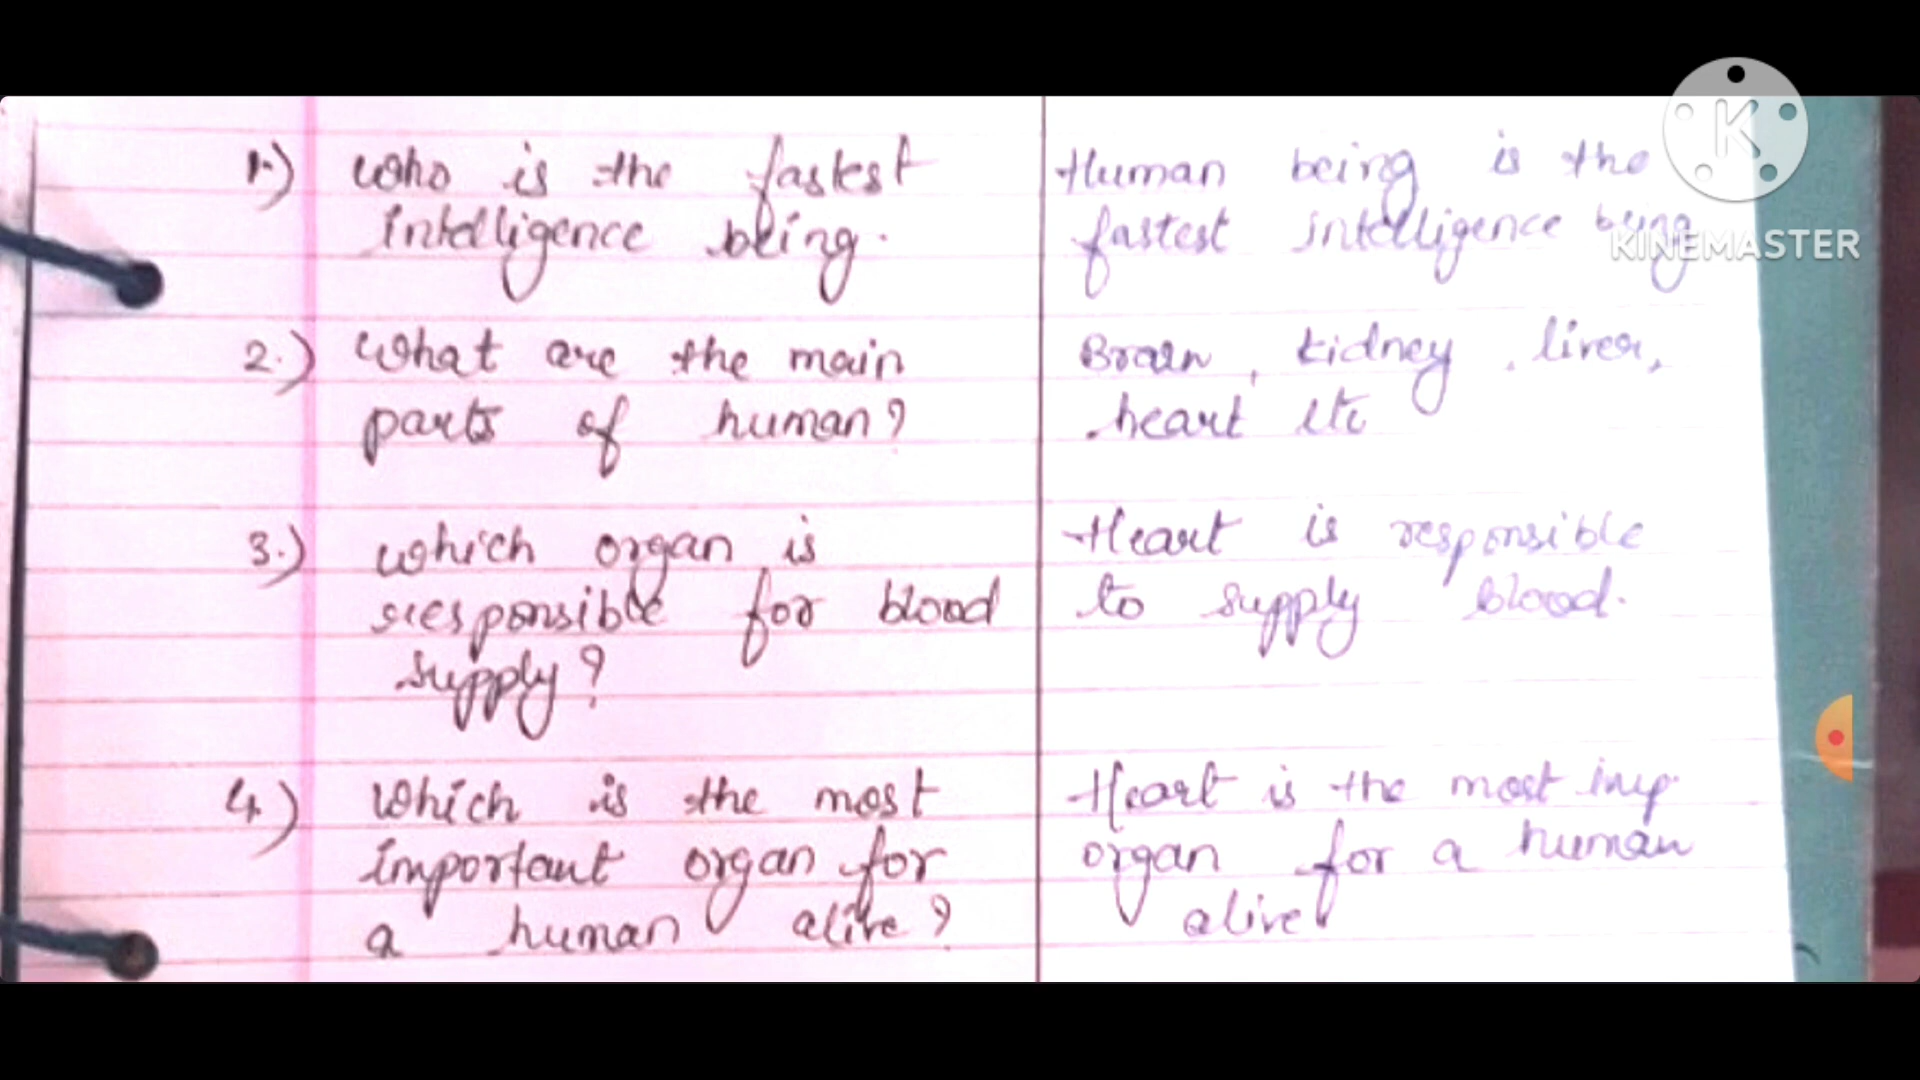 1.) Who is the fastest
intelligence being.
Human being is the
fastest intelligence being
2.) What are the main
parts of human?
Brain, kidney, liver,
heart etc
3.) which organ is
responsible for blood
supply?
Heart is responsible
to supply blood.
4.) Which is the most
important organ for
a human alive?
Heart is the most imp.
organ for a human
alive
K
KINEMASTER